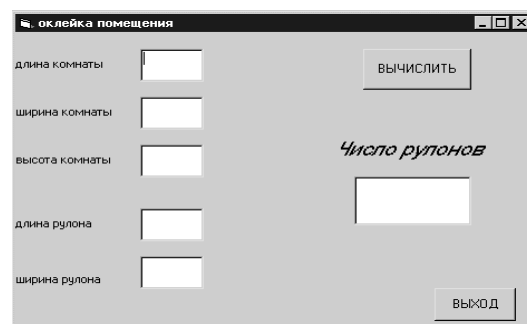 оклейка помещения
длина комнаты
ВЫЧИСЛИТЬ
ширина комнаты
Число рулонов
высота комнаты
длина рулона
ширина рулона
ВЫХОД